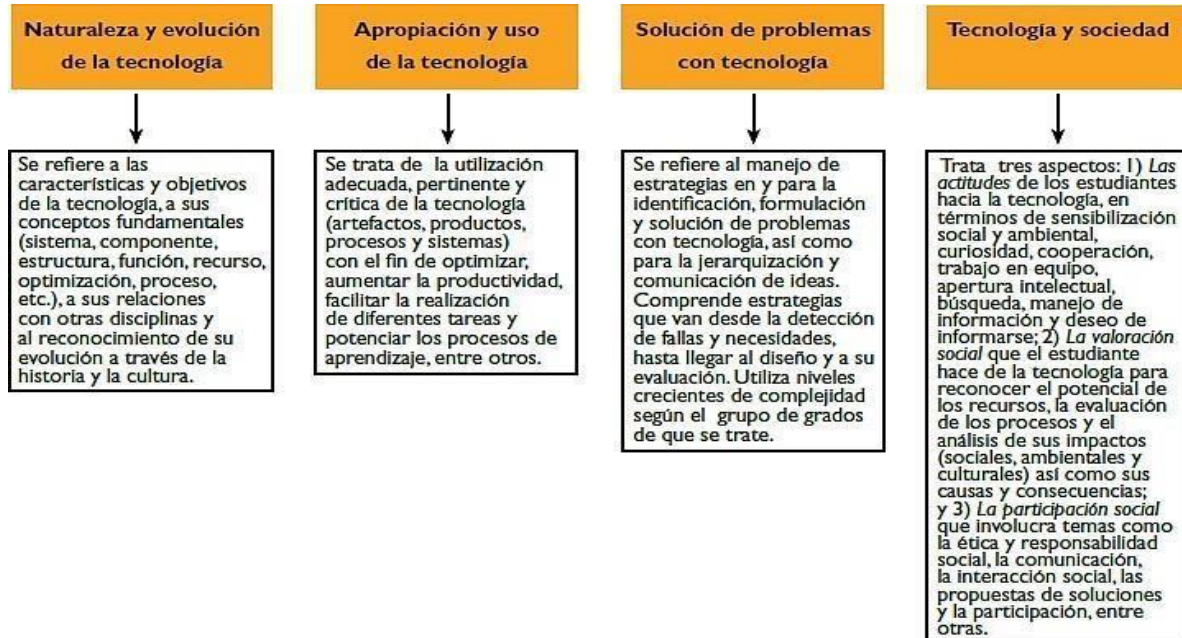 Naturaleza y evolución
de la tecnología
Se refiere a las
características y objetivos
de la tecnología, a sus
conceptos fundamentales
(sistema, componente,
estructura, función, recurso,
optimización, proceso,
etc.), a sus relaciones
con otras disciplinas y
al reconocimiento de su
evolución a través de la
historia y la cultura.
Apropiación y uso
de la tecnología
Se trata de la utilización
adecuada, pertinente y
crítica de la tecnología
(artefactos, productos,
procesos y sistemas)
con el fin de optimizar,
aumentar la productividad,
facilitar la realización
de diferentes tareas y
potenciar los procesos de
aprendizaje, entre otros.
Solución de problemas
con tecnología
Se refiere al manejo de
estrategias en y para la
identificación, formulación
y solución de problemas
con tecnología, así como
para la jerarquización y
comunicación de ideas.
Comprende estrategias
que van desde la detección
de fallas y necesidades,
hasta llegar al diseño y a su
evaluación. Utiliza niveles
crecientes de complejidad
según el grupo de grados
de que se trate.
Tecnología y sociedad
Trata tres aspectos: 1) Las
actitudes de los estudiantes
hacia la tecnología, en
términos de sensibilización
social y ambiental,
curiosidad, cooperación,
trabajo en equipo,
apertura intelectual,
búsqueda, manejo de
información y deseo de
informarse; 2) La valoración
social que el estudiante
hace de la tecnología para
reconocer el potencial de
los recursos, la evaluación
de los procesos y el
análisis de sus impactos
(sociales, ambientales y
culturales) así como sus
causas y consecuencias;
y 3) La participación social
que involucra temas como
la ética y responsabilidad
social, la comunicación,
la interacción social, las
propuestas de soluciones
y la participación, entre
otras.